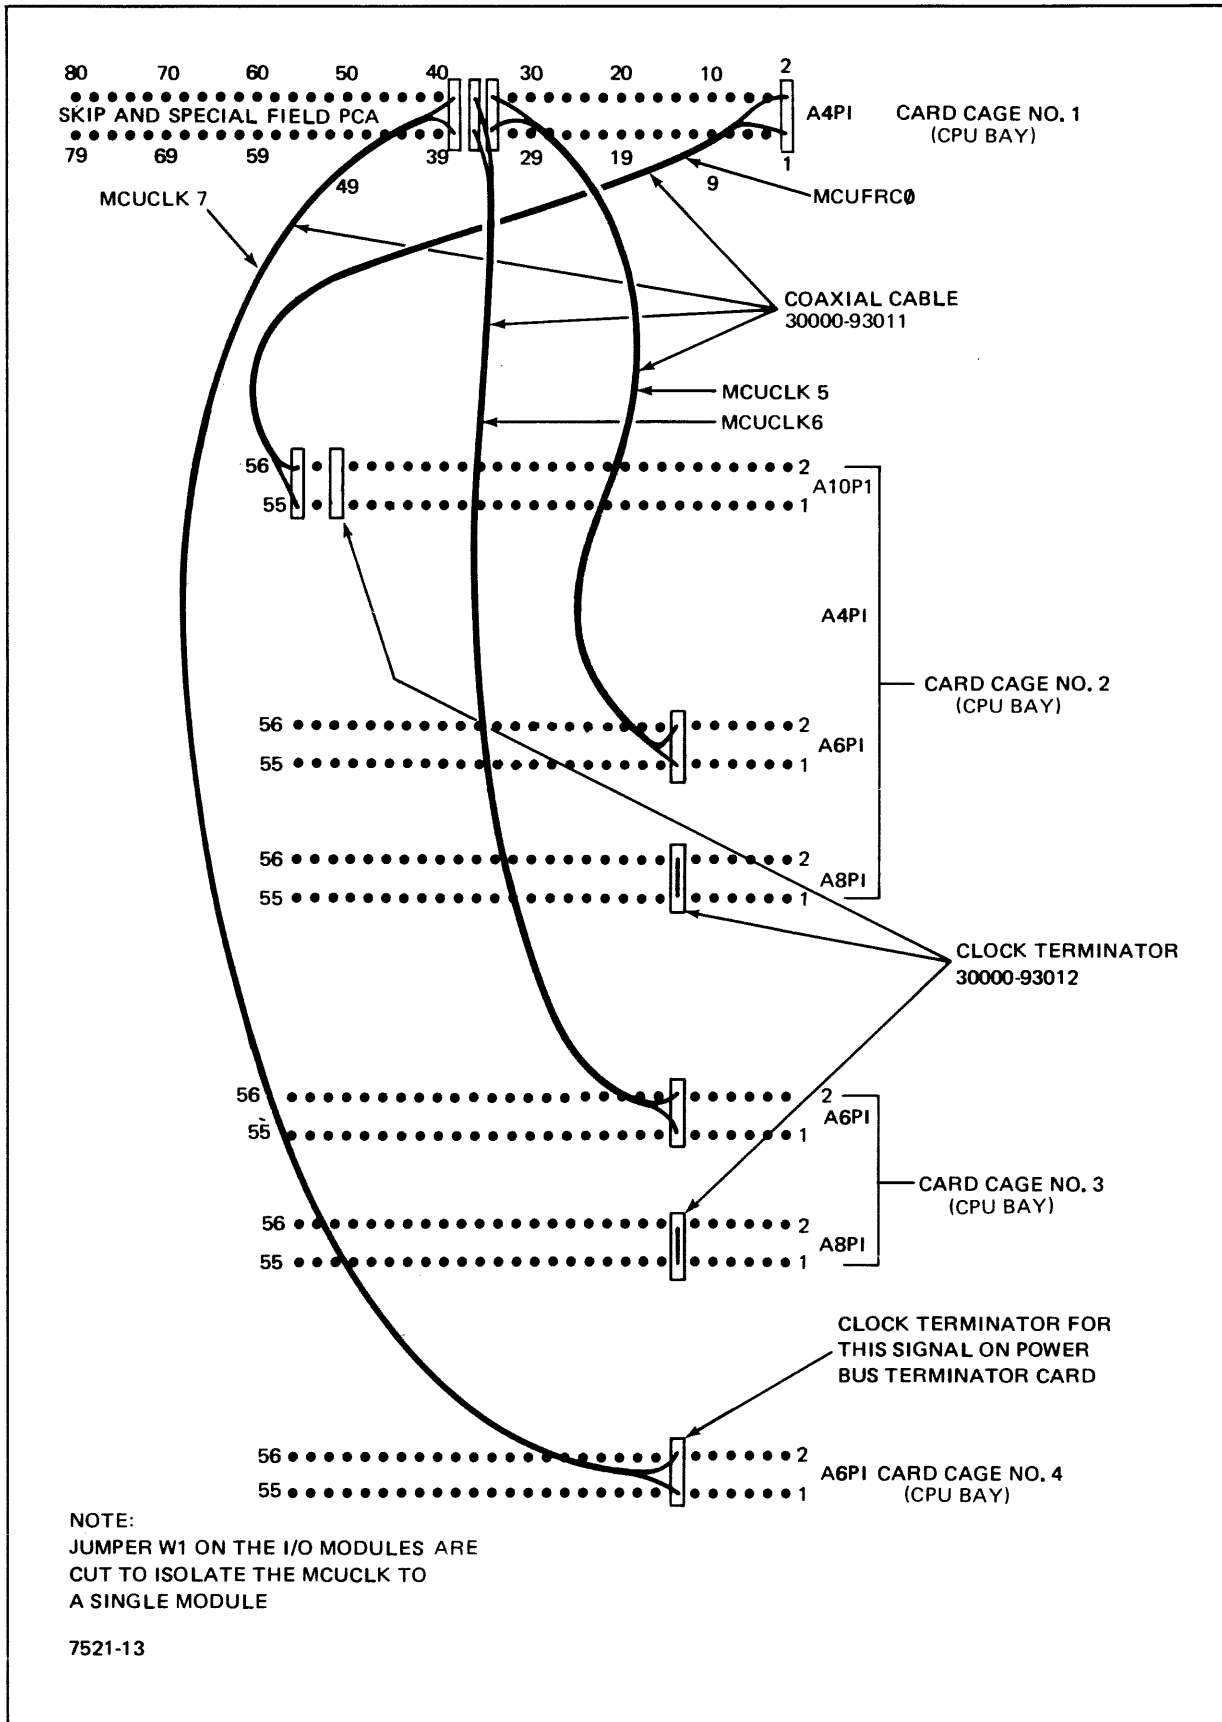 80 70 60 50 40 30 20 10 2
SKIP AND SPECIAL FIELD PCA
A4PI
CARD CAGE NO. 1
(CPU BAY)
79 69 59 49 39 29 19 9 1
MCUCLK 7
MCUFRC0
COAXIAL CABLE
30000-93011
MCUCLK 5
MCUCLK6
56 2
A10P1
55 1
A4PI
CARD CAGE NO. 2
(CPU BAY)
56 2
A6PI
55 1
56 2
A8PI
55 1
CLOCK TERMINATOR
30000-93012
56 2
A6PI
55 1
CARD CAGE NO. 3
(CPU BAY)
56 2
A8PI
55 1
CLOCK TERMINATOR FOR
THIS SIGNAL ON POWER
BUS TERMINATOR CARD
56 2
A6PI CARD CAGE NO. 4
(CPU BAY)
55 1
NOTE:
JUMPER W1 ON THE I/O MODULES ARE
CUT TO ISOLATE THE MCUCLK TO
A SINGLE MODULE
7521-13